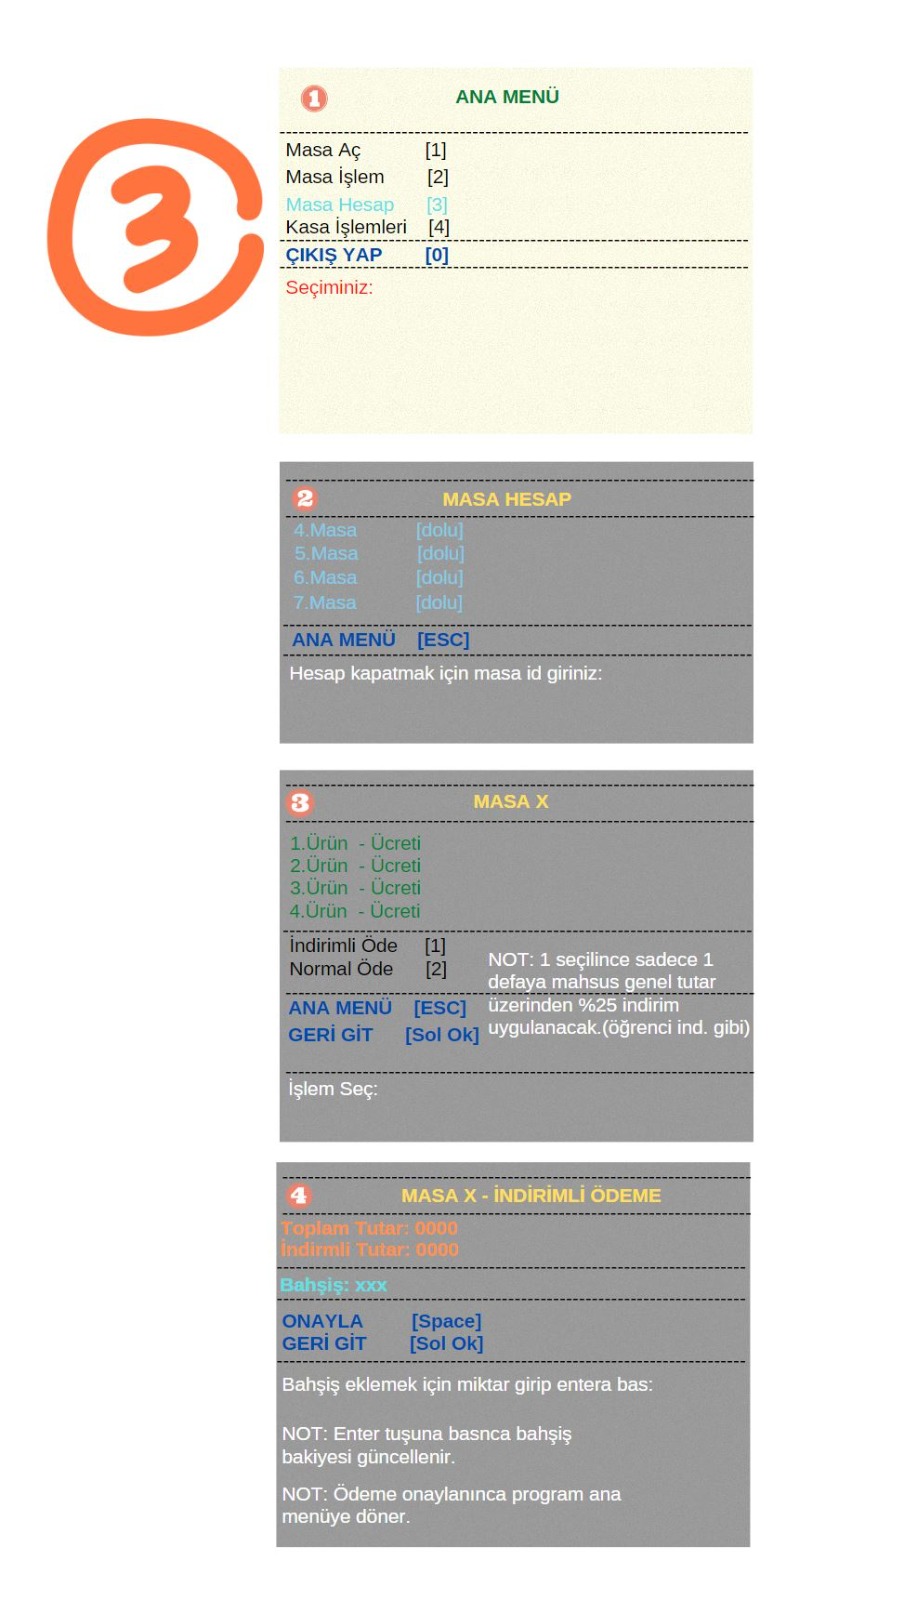 3
1 ANA MENÜ
Masa Aç [1]
Masa İşlem [2]
Masa Hesap [3]
Kasa İşlemleri [4]
ÇIKIŞ YAP [0]
Seçiminiz:
2 MASA HESAP
4.Masa [dolu]
5.Masa [dolu]
6.Masa [dolu]
7.Masa [dolu]
ANA MENÜ [ESC]
Hesap kapatmak için masa id giriniz:
3 MASA X
1.Ürün - Ücreti
2.Ürün - Ücreti
3.Ürün - Ücreti
4.Ürün - Ücreti
İndirimli Öde [1]
Normal Öde [2]
NOT: 1 seçilince sadece 1
defaya mahsus genel tutar
üzerinden %25 indirim
uygulanacak.(öğrenci ind. gibi)
ANA MENÜ [ESC]
GERİ GİT [Sol Ok]
İşlem Seç:
4 MASA X - İNDİRİMLİ ÖDEME
Toplam Tutar: 0000
İndirmli Tutar: 0000
Bahşiş: xxx
ONAYLA [Space]
GERİ GİT [Sol Ok]
Bahşiş eklemek için miktar girip entera bas:
NOT: Enter tuşuna basnca bahşiş
bakiyesi güncellenir.
NOT: Ödeme onaylanınca program ana
menüye döner.